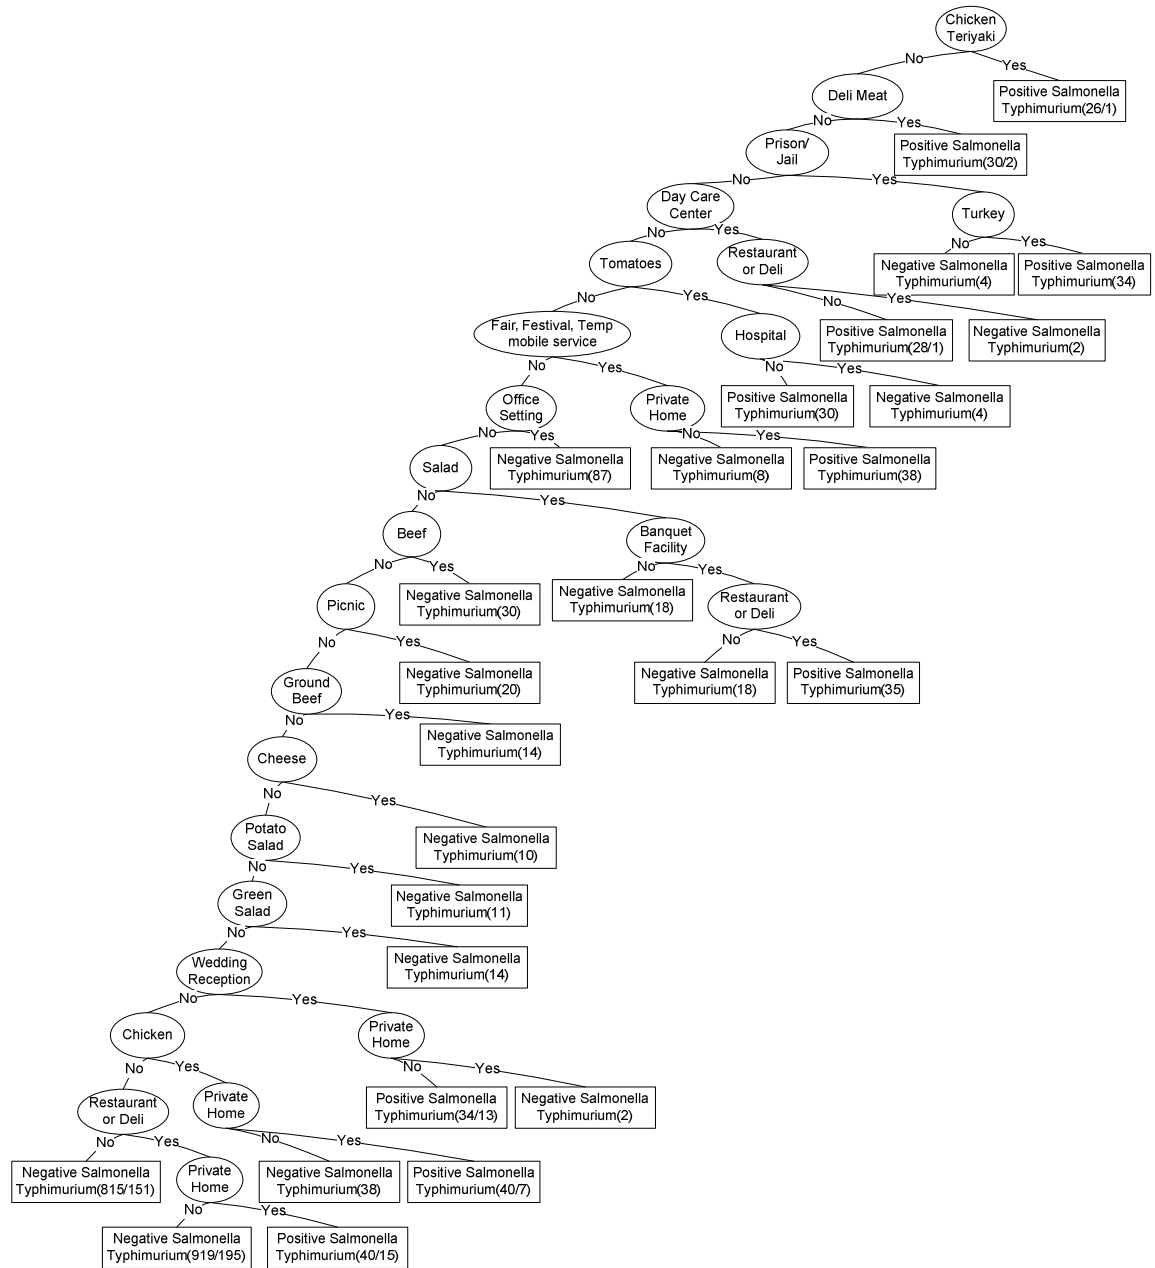 Chicken
Teriyaki
No
Yes
Deli Meat
Positive Salmonella
Typhimurium(26/1)
No
Yes
Prison/
Jail
Positive Salmonella
Typhimurium(30/2)
No
Yes
Day Care
Center
Turkey
No
Yes
No
Yes
Tomatoes
Restaurant
or Deli
Negative Salmonella
Typhimurium(4)
Positive Salmonella
Typhimurium(34)
No
Yes
No
Yes
Fair, Festival, Temp
mobile service
Hospital
Positive Salmonella
Typhimurium(28/1)
Negative Salmonella
Typhimurium(2)
No
Yes
No
Yes
Office
Setting
Private
Home
Positive Salmonella
Typhimurium(30)
Negative Salmonella
Typhimurium(4)
No
Yes
No
Yes
Salad
Negative Salmonella
Typhimurium(87)
Negative Salmonella
Typhimurium(8)
Positive Salmonella
Typhimurium(38)
No
Yes
Beef
Banquet
Facility
No
Yes
No
Yes
Picnic
Negative Salmonella
Typhimurium(30)
Negative Salmonella
Typhimurium(18)
Restaurant
or Deli
No
Yes
No
Yes
Ground
Beef
Negative Salmonella
Typhimurium(20)
Negative Salmonella
Typhimurium(18)
Positive Salmonella
Typhimurium(35)
No
Yes
Cheese
Negative Salmonella
Typhimurium(14)
No
Yes
Potato
Salad
Negative Salmonella
Typhimurium(10)
No
Yes
Green
Salad
Negative Salmonella
Typhimurium(11)
No
Yes
Wedding
Reception
Negative Salmonella
Typhimurium(14)
No
Yes
Chicken
Private
Home
No
Yes
No
Yes
Restaurant
or Deli
Private
Home
Positive Salmonella
Typhimurium(34/13)
Negative Salmonella
Typhimurium(2)
No
Yes
No
Yes
Negative Salmonella
Typhimurium(815/151)
Private
Home
Negative Salmonella
Typhimurium(38)
Positive Salmonella
Typhimurium(40/7)
No
Yes
Negative Salmonella
Typhimurium(919/195)
Positive Salmonella
Typhimurium(40/15)